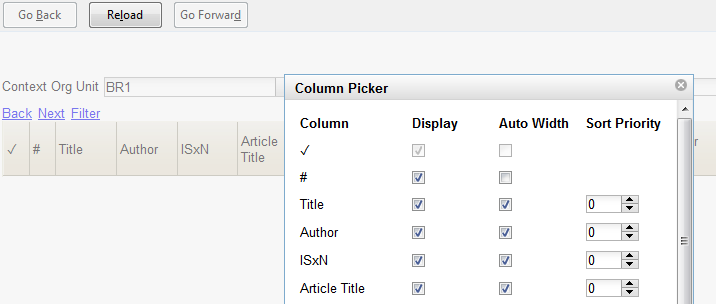 Go Back Reload Go Forward
Context Org Unit BR1
Column Picker
Back Next Filter
Column Display Auto Width Sort Priority
✓ # Title Author ISxN Article Title
✓
#
Title 0
Author 0
ISxN 0
Article Title 0